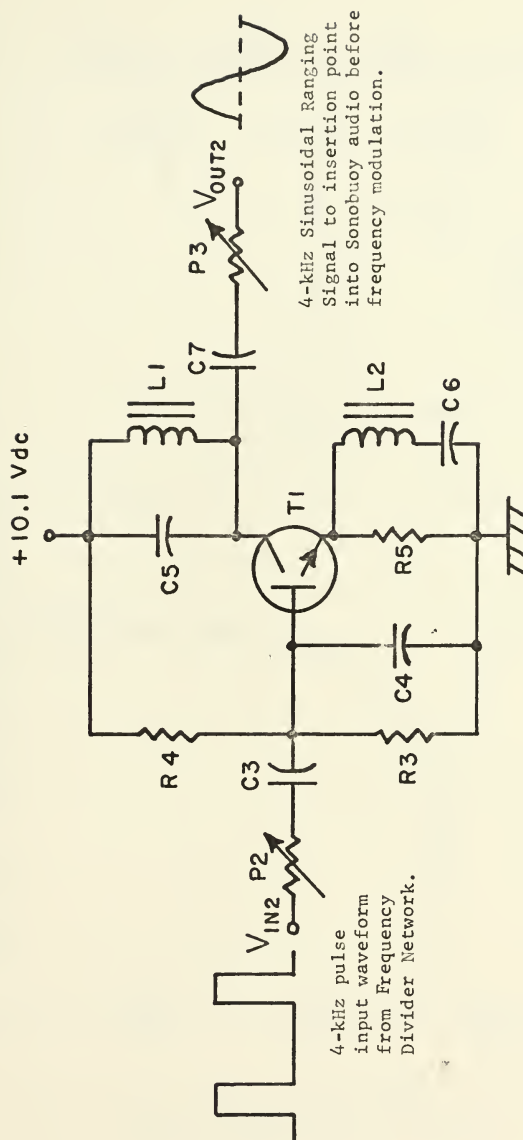 +10.1 Vdc
R4
C5
L1
C7
P3
VOUT2
VIN2
P2
C3
T1
R3
C4
R5
L2
C6
4-kHz pulse
input waveform
from Frequency
Divider Network.
4-kHz Sinusoidal Ranging
Signal to insertion point
into Sonobuoy audio before
frequency modulation.